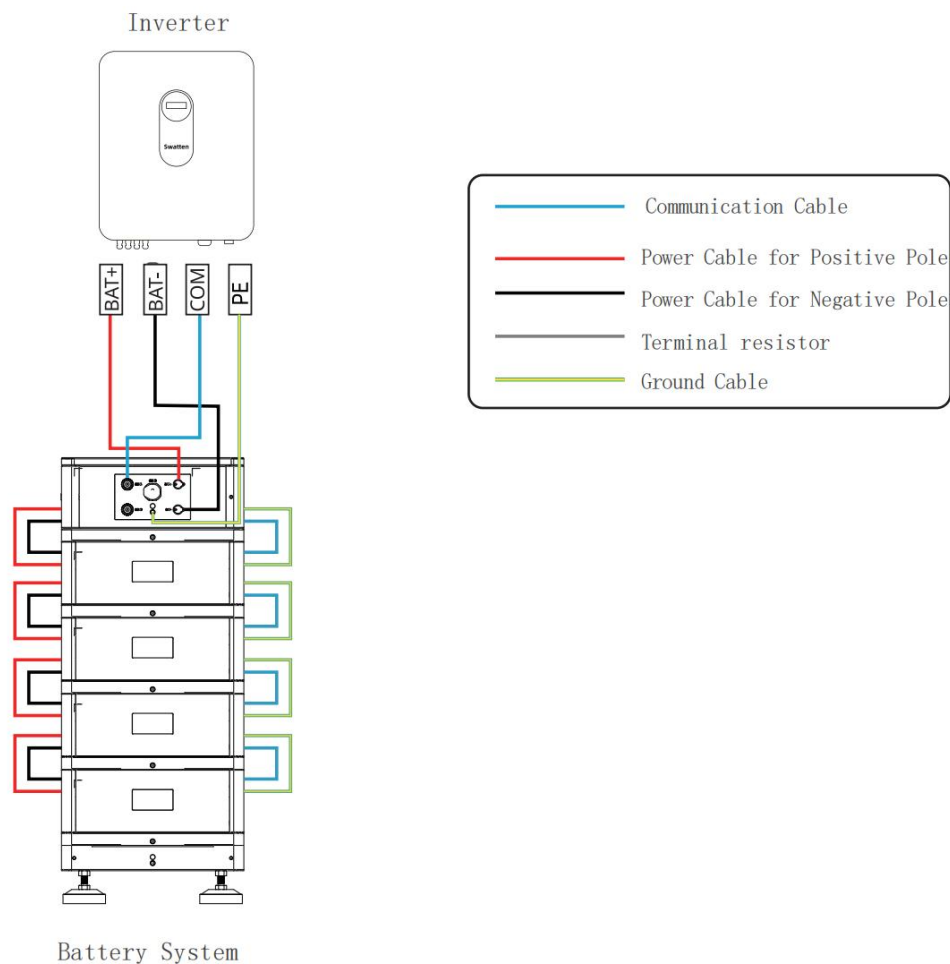 Inverter
Swatten
BAT+
BAT-
COM
PE
Communication Cable
Power Cable for Positive Pole
Power Cable for Negative Pole
Terminal resistor
Ground Cable
Battery System